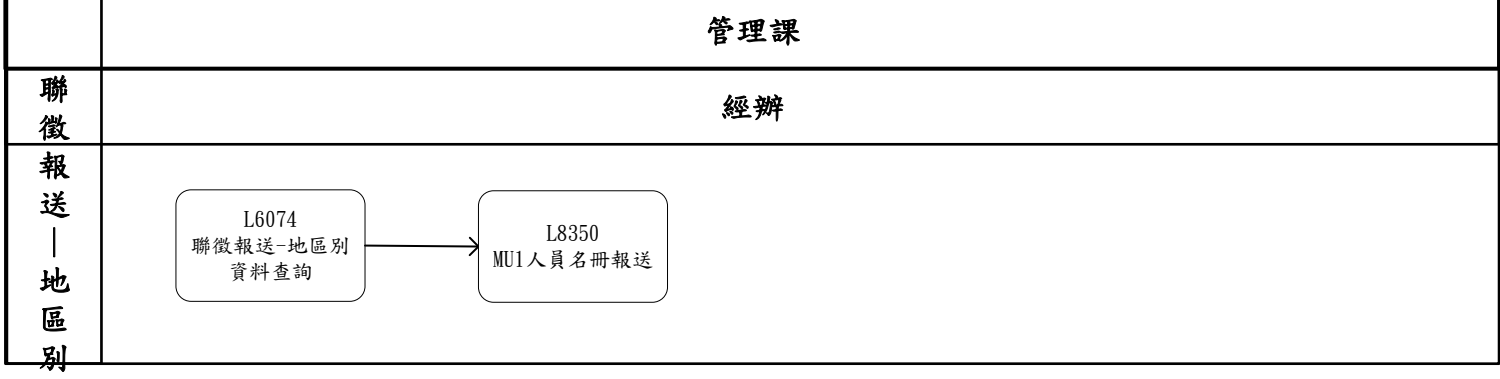 管理課
經辦
聯
徵
報
送
｜
地
區
別
L6074
聯徵報送-地區別
資料查詢
L8350
MU1人員名冊報送